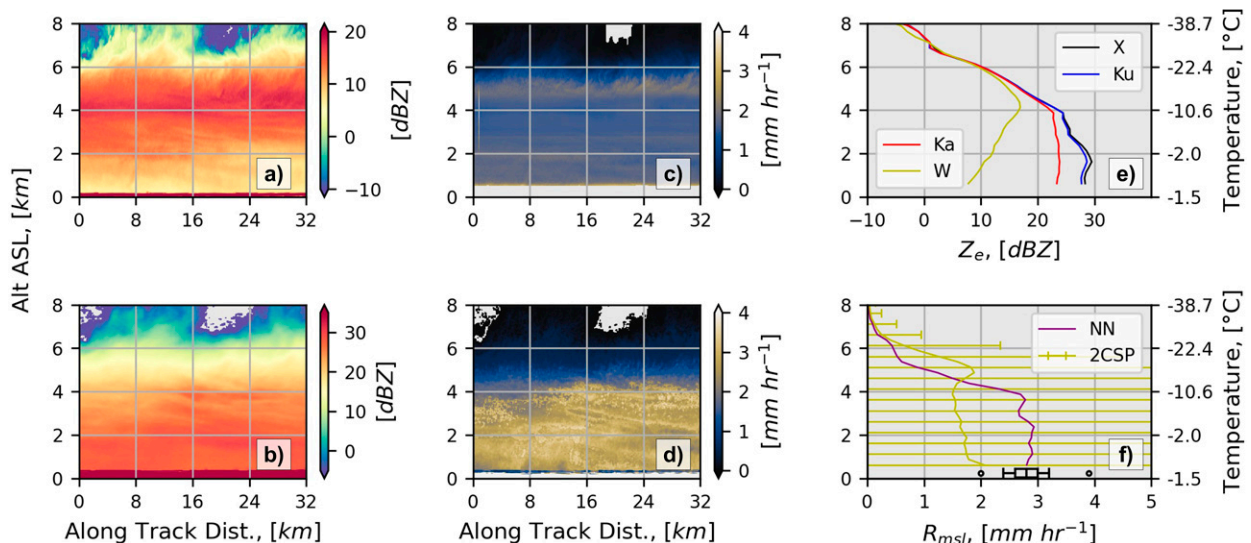 8
6
4
2
0
0 8 16 24 32
a)
20
10
0
−10
[dBZ]
8
6
4
2
0
0 8 16 24 32
c)
4
3
2
1
0
[mm hr⁻¹]
8
6
4
2
0
−10 0 10 20 30
Z_e, [dBZ]
X
Ku
Ka
W
e)
-38.7
-22.4
-10.6
-2.0
-1.5
Temperature, [°C]
Alt ASL, [km]
8
6
4
2
0
0 8 16 24 32
Along Track Dist., [km]
b)
30
20
10
0
[dBZ]
8
6
4
2
0
0 8 16 24 32
Along Track Dist., [km]
d)
4
3
2
1
0
[mm hr⁻¹]
8
6
4
2
0
0 1 2 3 4 5
R_msl, [mm hr⁻¹]
NN
2CSP
f)
-38.7
-22.4
-10.6
-2.0
-1.5
Temperature, [°C]